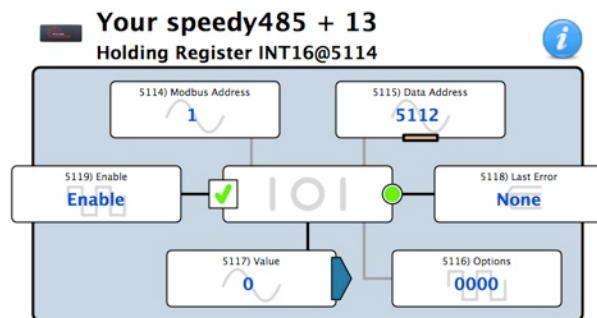 Your speedy485 + 13
Holding Register INT16@5114
5114) Modbus Address
1
5115) Data Address
5112
5119) Enable
Enable
IOI
5118) Last Error
None
5117) Value
0
5116) Options
0000